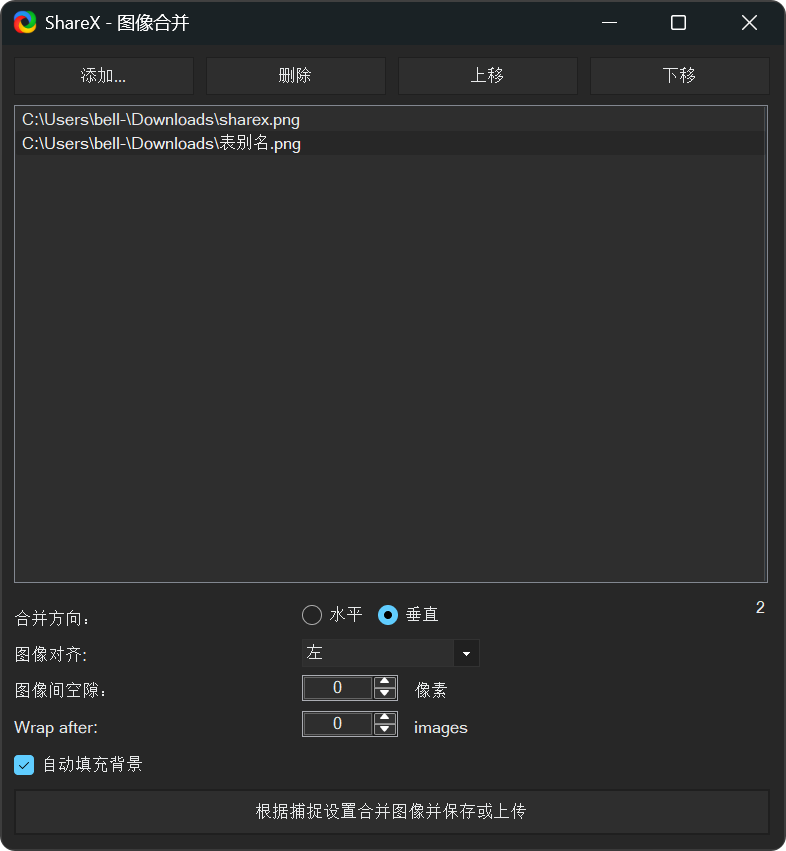 ShareX - 图像合并
添加... 删除 上移 下移
C:\Users\bell-\Downloads\sharex.png
C:\Users\bell-\Downloads\表别名.png
2
合并方向： 水平 垂直
图像对齐: 左
图像间空隙： 0 像素
Wrap after: 0 images
自动填充背景
根据捕捉设置合并图像并保存或上传